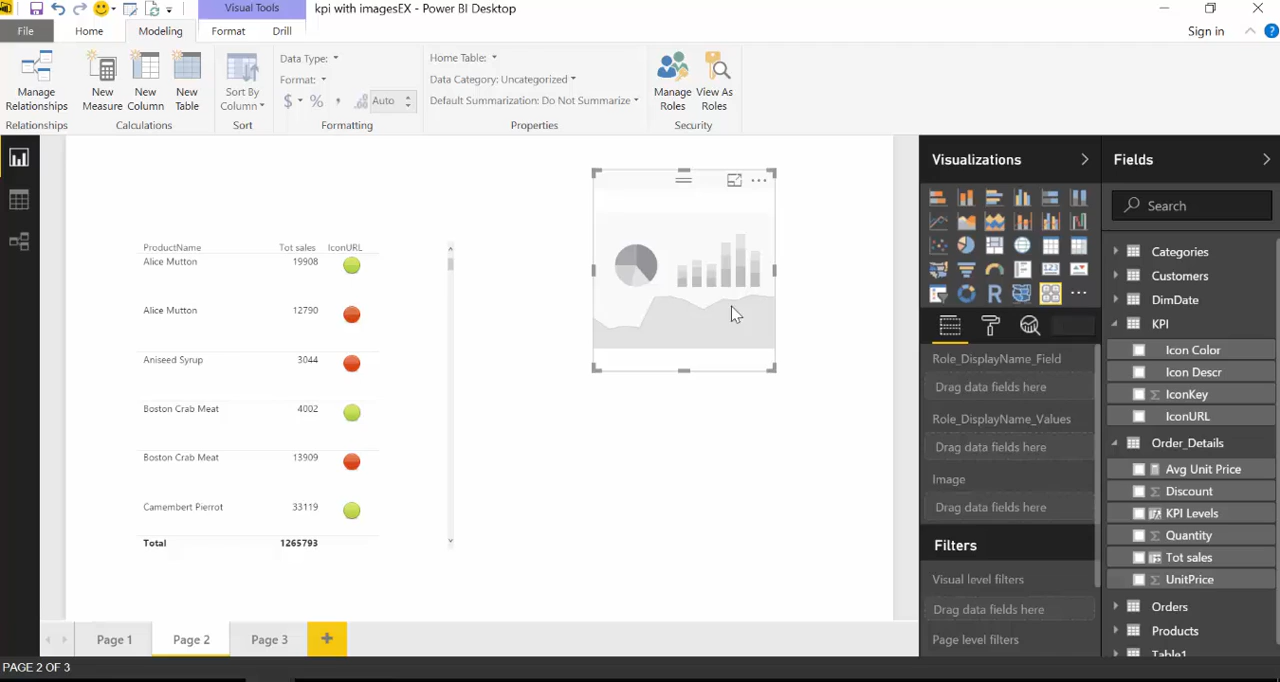 kpi with imagesEX - Power BI Desktop
Visual Tools
File Home Modeling Format Drill Sign in
Manage Relationships
New Measure
New Column
New Table
Sort By Column
Data Type:
Format:
$ % , Auto
Home Table:
Data Category: Uncategorized
Default Summarization: Do Not Summarize
Manage Roles
View As Roles
Relationships Calculations Sort Formatting Properties Security
ProductName Tot sales IconURL
Alice Mutton 19908
Alice Mutton 12790
Aniseed Syrup 3044
Boston Crab Meat 4002
Boston Crab Meat 13909
Camembert Pierrot 33119
Total 1265793
Visualizations
R
Role_DisplayName_Field
Drag data fields here
Role_DisplayName_Values
Drag data fields here
Image
Drag data fields here
Filters
Visual level filters
Drag data fields here
Page level filters
Fields
Search
Categories
Customers
DimDate
KPI
Icon Color
Icon Descr
IconKey
IconURL
Order_Details
Avg Unit Price
Discount
KPI Levels
Quantity
Tot sales
UnitPrice
Orders
Products
Table1
Page 1 Page 2 Page 3 +
PAGE 2 OF 3